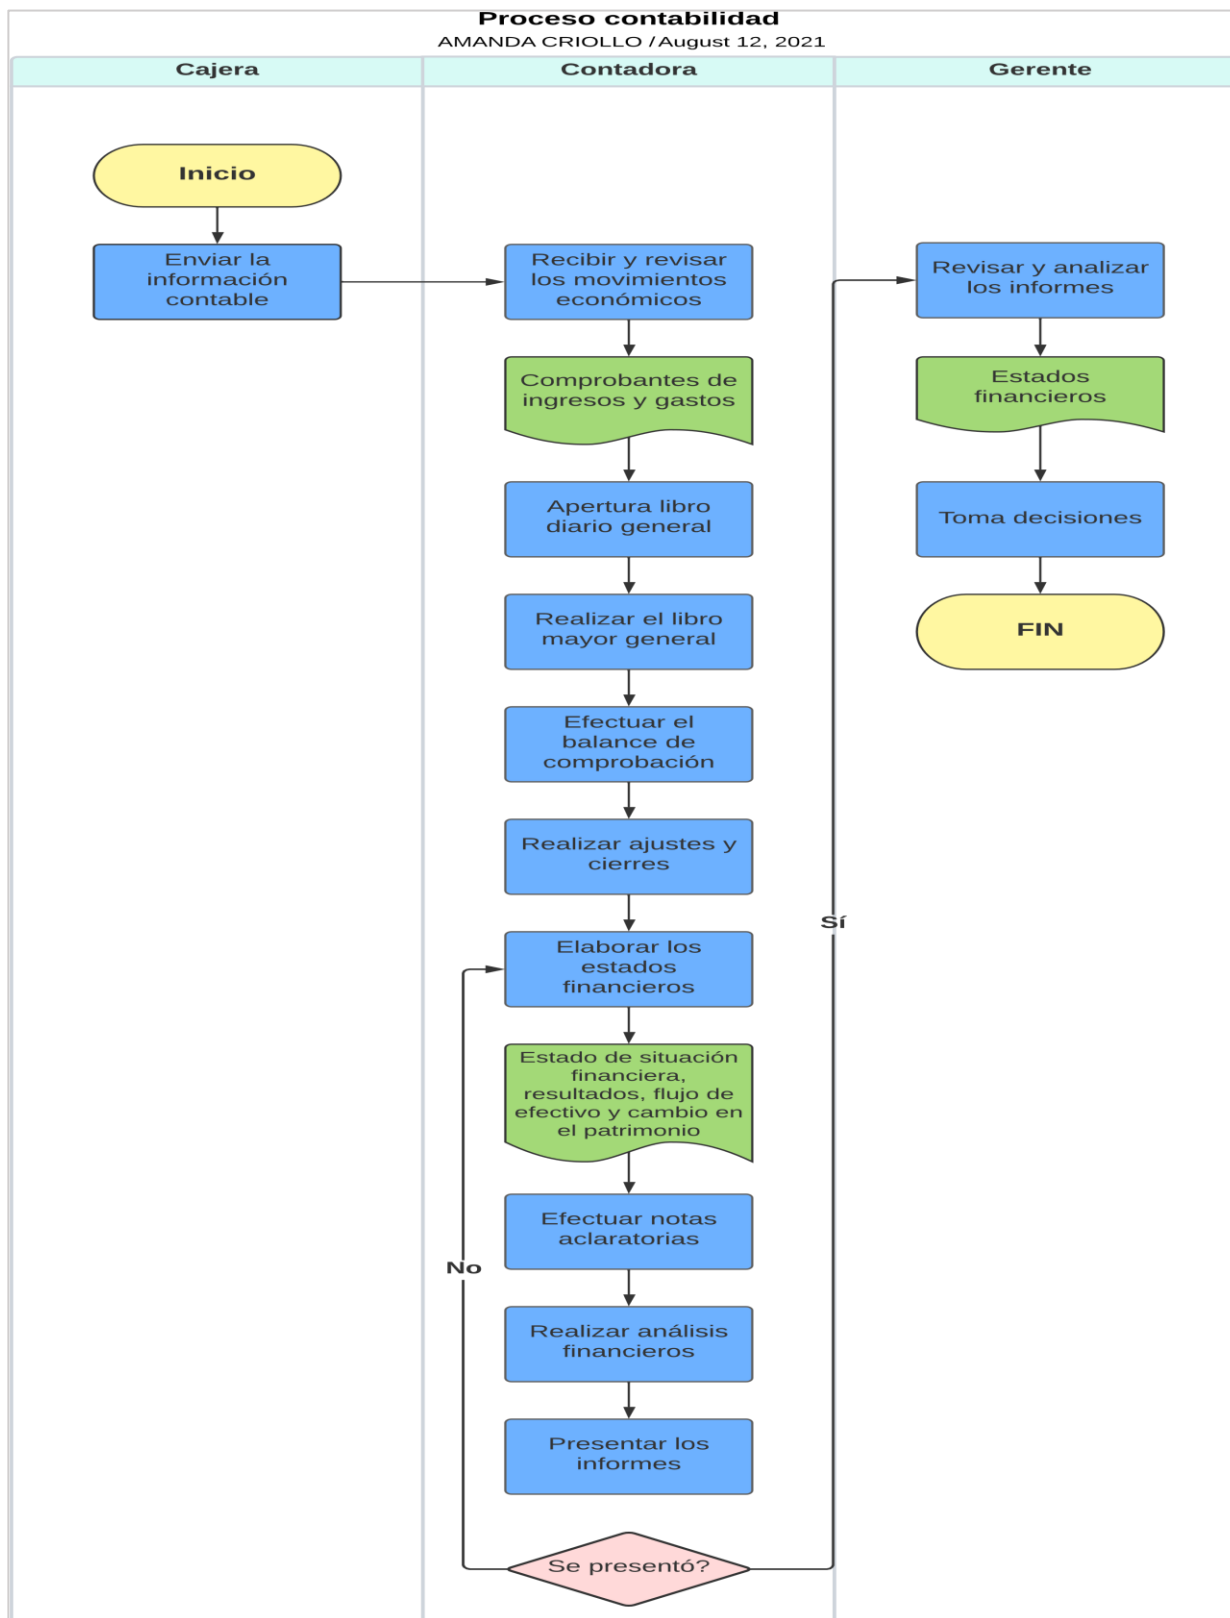 Proceso contabilidad
AMANDA CRIOLLO / August 12, 2021
Cajera
Contadora
Gerente
Inicio
Enviar la
información
contable
Recibir y revisar
los movimientos
económicos
Comprobantes de
ingresos y gastos
Apertura libro
diario general
Realizar el libro
mayor general
Efectuar el
balance de
comprobación
Realizar ajustes y
cierres
Elaborar los
estados
financieros
Estado de situación
financiera,
resultados, flujo de
efectivo y cambio en
el patrimonio
Efectuar notas
aclaratorias
Realizar análisis
financieros
Presentar los
informes
Se presentó?
No
Sí
Revisar y analizar
los informes
Estados
financieros
Toma decisiones
FIN